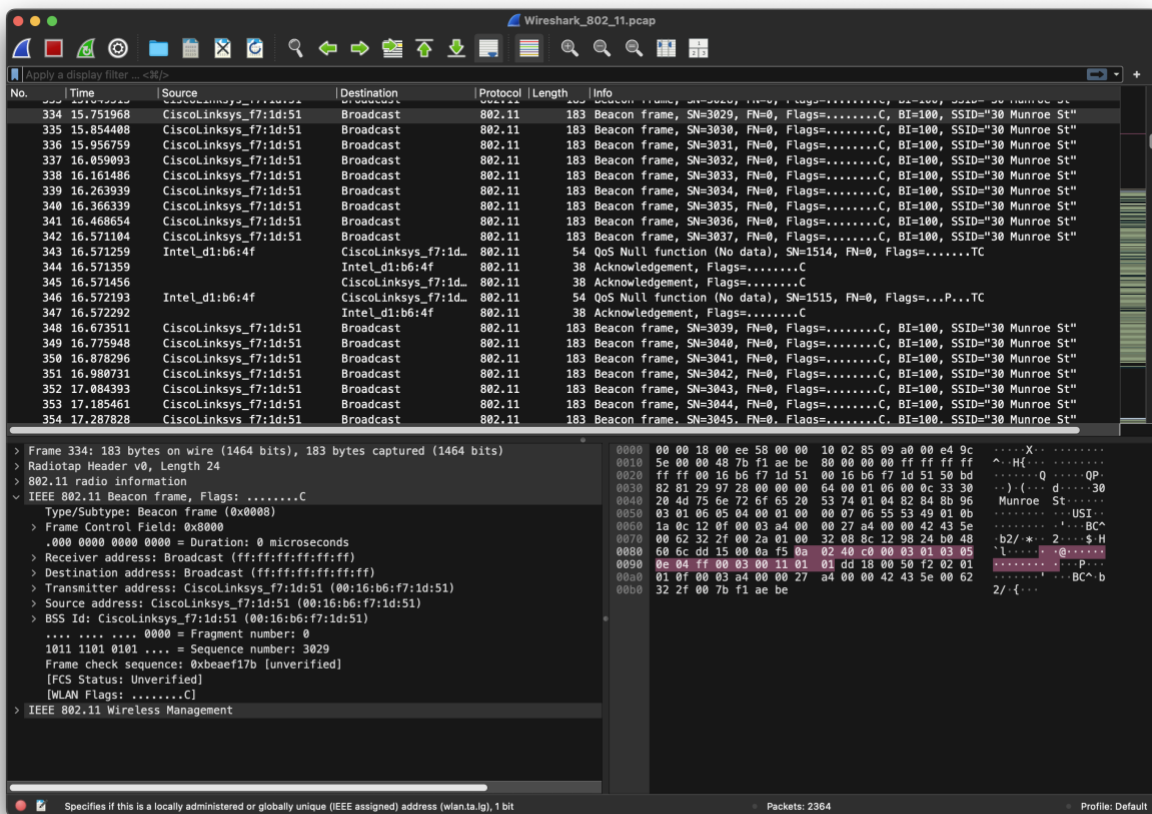 Wireshark_802_11.pcap
Apply a display filter ... <⌘/>
No. Time Source Destination Protocol Length Info
334 15.751968 CiscoLinksys_f7:1d:51 Broadcast 802.11 183 Beacon frame, SN=3029, FN=0, Flags=........C, BI=100, SSID="30 Munroe St"
335 15.854408 CiscoLinksys_f7:1d:51 Broadcast 802.11 183 Beacon frame, SN=3030, FN=0, Flags=........C, BI=100, SSID="30 Munroe St"
336 15.956759 CiscoLinksys_f7:1d:51 Broadcast 802.11 183 Beacon frame, SN=3031, FN=0, Flags=........C, BI=100, SSID="30 Munroe St"
337 16.059093 CiscoLinksys_f7:1d:51 Broadcast 802.11 183 Beacon frame, SN=3032, FN=0, Flags=........C, BI=100, SSID="30 Munroe St"
338 16.161486 CiscoLinksys_f7:1d:51 Broadcast 802.11 183 Beacon frame, SN=3033, FN=0, Flags=........C, BI=100, SSID="30 Munroe St"
339 16.263939 CiscoLinksys_f7:1d:51 Broadcast 802.11 183 Beacon frame, SN=3034, FN=0, Flags=........C, BI=100, SSID="30 Munroe St"
340 16.366339 CiscoLinksys_f7:1d:51 Broadcast 802.11 183 Beacon frame, SN=3035, FN=0, Flags=........C, BI=100, SSID="30 Munroe St"
341 16.468654 CiscoLinksys_f7:1d:51 Broadcast 802.11 183 Beacon frame, SN=3036, FN=0, Flags=........C, BI=100, SSID="30 Munroe St"
342 16.571104 CiscoLinksys_f7:1d:51 Broadcast 802.11 183 Beacon frame, SN=3037, FN=0, Flags=........C, BI=100, SSID="30 Munroe St"
343 16.571259 Intel_d1:b6:4f CiscoLinksys_f7:1d… 802.11 54 QoS Null function (No data), SN=1514, FN=0, Flags=.......TC
344 16.571359 Intel_d1:b6:4f 802.11 38 Acknowledgement, Flags=........C
345 16.571456 CiscoLinksys_f7:1d… 802.11 38 Acknowledgement, Flags=........C
346 16.572193 Intel_d1:b6:4f CiscoLinksys_f7:1d… 802.11 54 QoS Null function (No data), SN=1515, FN=0, Flags=...P...TC
347 16.572292 Intel_d1:b6:4f 802.11 38 Acknowledgement, Flags=........C
348 16.673511 CiscoLinksys_f7:1d:51 Broadcast 802.11 183 Beacon frame, SN=3039, FN=0, Flags=........C, BI=100, SSID="30 Munroe St"
349 16.775948 CiscoLinksys_f7:1d:51 Broadcast 802.11 183 Beacon frame, SN=3040, FN=0, Flags=........C, BI=100, SSID="30 Munroe St"
350 16.878296 CiscoLinksys_f7:1d:51 Broadcast 802.11 183 Beacon frame, SN=3041, FN=0, Flags=........C, BI=100, SSID="30 Munroe St"
351 16.980731 CiscoLinksys_f7:1d:51 Broadcast 802.11 183 Beacon frame, SN=3042, FN=0, Flags=........C, BI=100, SSID="30 Munroe St"
352 17.084393 CiscoLinksys_f7:1d:51 Broadcast 802.11 183 Beacon frame, SN=3043, FN=0, Flags=........C, BI=100, SSID="30 Munroe St"
353 17.185461 CiscoLinksys_f7:1d:51 Broadcast 802.11 183 Beacon frame, SN=3044, FN=0, Flags=........C, BI=100, SSID="30 Munroe St"
354 17.287828 CiscoLinksys_f7:1d:51 Broadcast 802.11 183 Beacon frame, SN=3045, FN=0, Flags=........C, BI=100, SSID="30 Munroe St"
Frame 334: 183 bytes on wire (1464 bits), 183 bytes captured (1464 bits)
Radiotap Header v0, Length 24
802.11 radio information
IEEE 802.11 Beacon frame, Flags: ........C
Type/Subtype: Beacon frame (0x0008)
Frame Control Field: 0x8000
.000 0000 0000 0000 = Duration: 0 microseconds
Receiver address: Broadcast (ff:ff:ff:ff:ff:ff)
Destination address: Broadcast (ff:ff:ff:ff:ff:ff)
Transmitter address: CiscoLinksys_f7:1d:51 (00:16:b6:f7:1d:51)
Source address: CiscoLinksys_f7:1d:51 (00:16:b6:f7:1d:51)
BSS Id: CiscoLinksys_f7:1d:51 (00:16:b6:f7:1d:51)
.... .... .... 0000 = Fragment number: 0
1011 1101 0101 .... = Sequence number: 3029
Frame check sequence: 0xbeaef17b [unverified]
[FCS Status: Unverified]
[WLAN Flags: ........C]
IEEE 802.11 Wireless Management
0000 00 00 18 00 ee 58 00 00 10 02 85 09 a0 00 e4 9c ·····X·· ········
0010 5e 00 00 48 7b f1 ae be 80 00 00 00 ff ff ff ff ^··H{··· ········
0020 ff ff 00 16 b6 f7 1d 51 00 16 b6 f7 1d 51 50 bd ·······Q ·····QP·
0030 82 81 29 97 28 00 00 00 64 00 01 06 00 0c 33 30 ··)·(··· d·····30
0040 20 4d 75 6e 72 6f 65 20 53 74 01 04 82 84 8b 96 Munroe St······
0050 03 01 06 05 04 00 01 00 00 07 06 55 53 49 01 0b ········ ···USI··
0060 1a 0c 12 0f 00 03 a4 00 00 27 a4 00 00 42 43 5e ········ ·'···BC^
0070 00 62 32 2f 00 2a 01 00 32 08 8c 12 98 24 b0 48 ·b2/·*·· 2····$·H
0080 60 6c dd 15 00 0a f5 0a 02 40 c0 00 03 01 03 05 `l······ ·@······
0090 0e 04 ff 00 03 00 11 01 01 dd 18 00 50 f2 02 01 ········ ····P···
00a0 01 0f 00 03 a4 00 00 27 a4 00 00 42 43 5e 00 62 ·······' ···BC^·b
00b0 32 2f 00 7b f1 ae be 2/·{···
Specifies if this is a locally administered or globally unique (IEEE assigned) address (wlan.ta.lg), 1 bit
Packets: 2364
Profile: Default